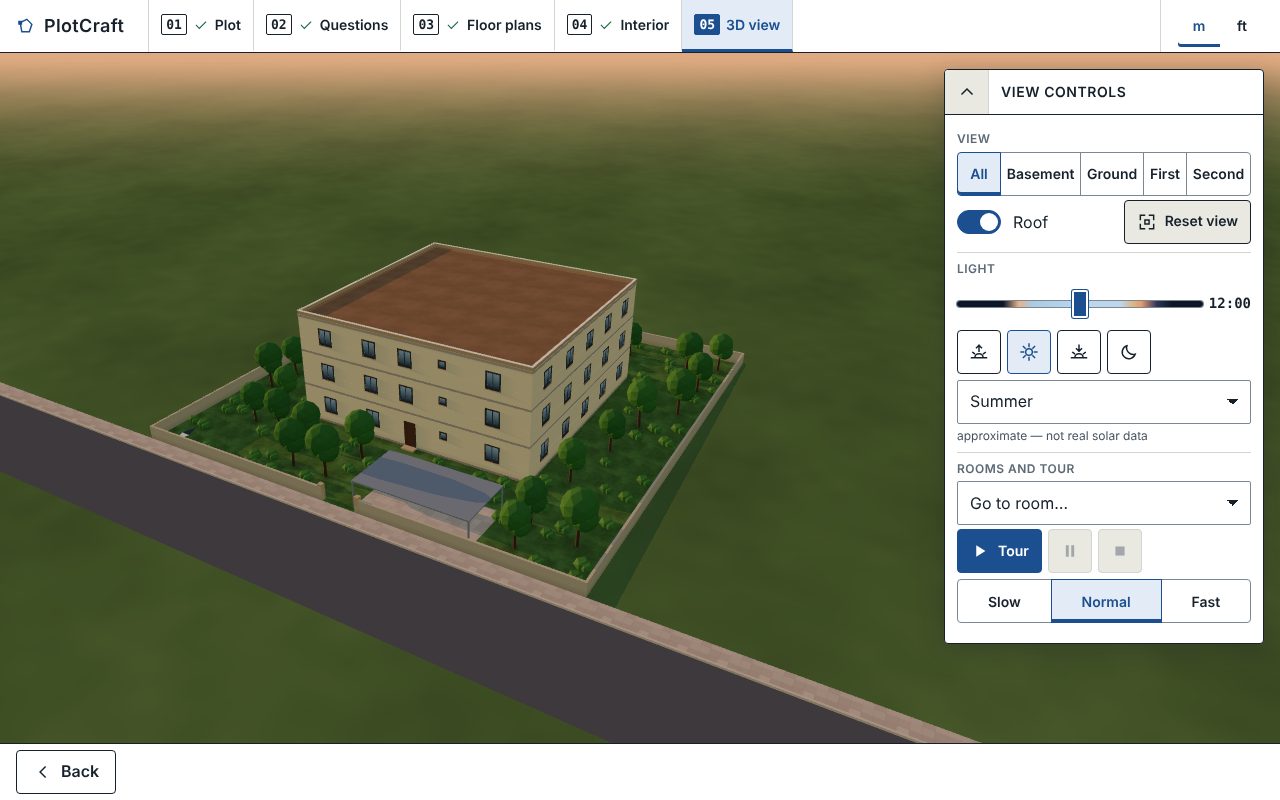 PlotCraft
01 Plot
02 Questions
03 Floor plans
04 Interior
05 3D view
m
ft
VIEW CONTROLS
VIEW
All
Basement
Ground
First
Second
Roof
Reset view
LIGHT
12:00
Summer
approximate — not real solar data
ROOMS AND TOUR
Go to room...
Tour
Slow
Normal
Fast
Back